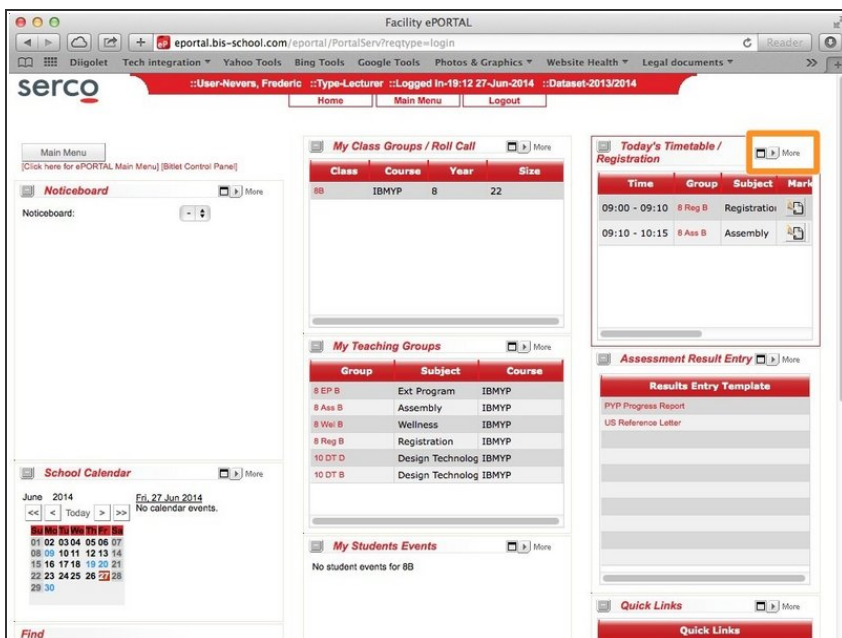 Facility ePORTAL
eportal.bis-school.com/eportal/PortalServ?reqtype=login
Reader
Diigolet Tech integration Yahoo Tools Bing Tools Google Tools Photos & Graphics Website Health Legal documents
serco
::User-Nevers, Frederic ::Type-Lecturer ::Logged In-19:12 27-Jun-2014 ::Dataset-2013/2014
Home Main Menu Logout
Main Menu
[Click here for ePORTAL Main Menu] [Bitlet Control Panel]
Noticeboard More
Noticeboard: -
School Calendar More
June 2014
<< < Today > >>
Fri, 27 Jun 2014
No calendar events.
Su Mo Tu We Th Fr Sa
01 02 03 04 05 06 07
08 09 10 11 12 13 14
15 16 17 18 19 20 21
22 23 24 25 26 27 28
29 30
Find
My Class Groups / Roll Call More
Class Course Year Size
8B IBMYP 8 22
My Teaching Groups More
Group Subject Course
8 EP B Ext Program IBMYP
8 Ass B Assembly IBMYP
8 Wel B Wellness IBMYP
8 Reg B Registration IBMYP
10 DT D Design Technolog IBMYP
10 DT B Design Technolog IBMYP
My Students Events More
No student events for 8B
Today's Timetable /
Registration More
Time Group Subject Mark
09:00 - 09:10 8 Reg B Registratio
09:10 - 10:15 8 Ass B Assembly
Assessment Result Entry More
Results Entry Template
PYP Progress Report
US Reference Letter
Quick Links More
Quick Links